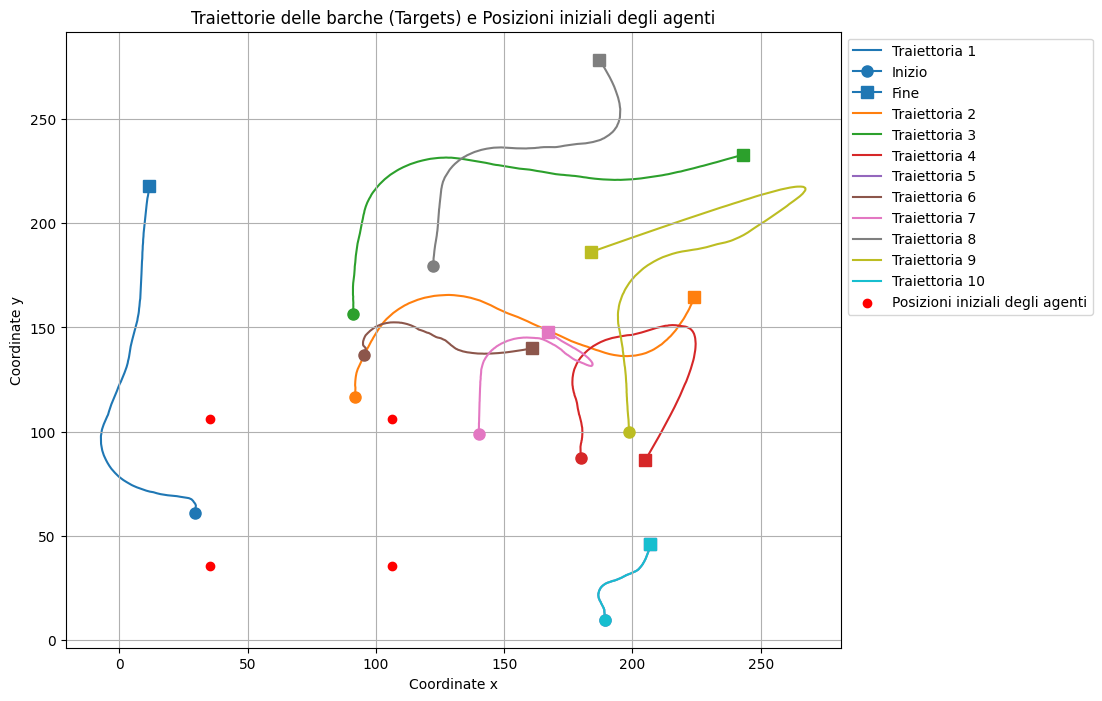 Traiettorie delle barche (Targets) e Posizioni iniziali degli agenti
Coordinate y
250
200
150
100
50
0
0
50
100
150
200
250
Coordinate x
Traiettoria 1
Inizio
Fine
Traiettoria 2
Traiettoria 3
Traiettoria 4
Traiettoria 5
Traiettoria 6
Traiettoria 7
Traiettoria 8
Traiettoria 9
Traiettoria 10
Posizioni iniziali degli agenti